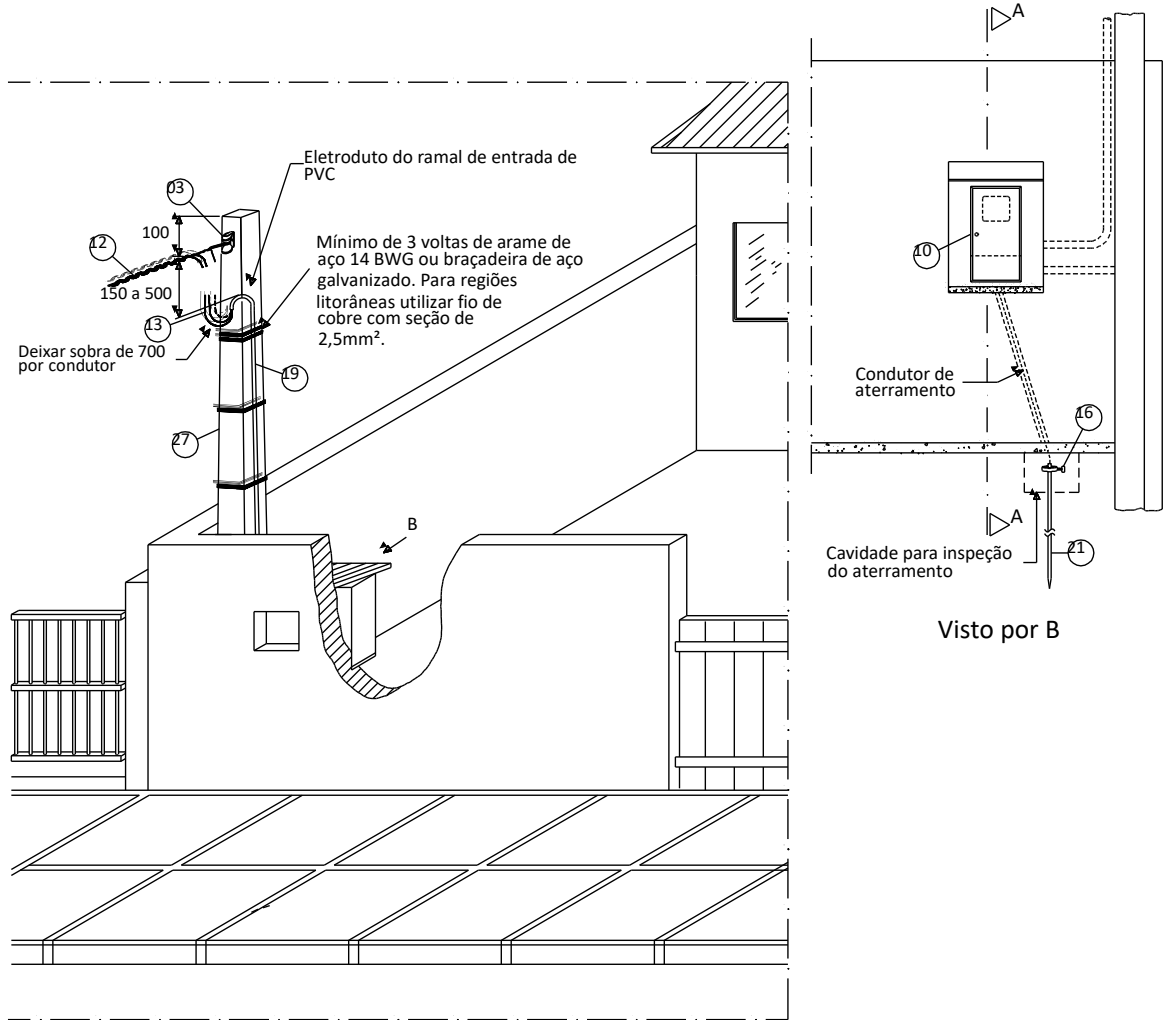 A
Eletroduto do ramal de entrada de
PVC
03
100
12
150 a 500
13
Mínimo de 3 voltas de arame de
aço 14 BWG ou braçadeira de aço
galvanizado. Para regiões
litorâneas utilizar fio de
cobre com seção de
2,5mm².
Deixar sobra de 700
por condutor
19
27
B
10
Condutor de
aterramento
16
A
Cavidade para inspeção
do aterramento
21
Visto por B